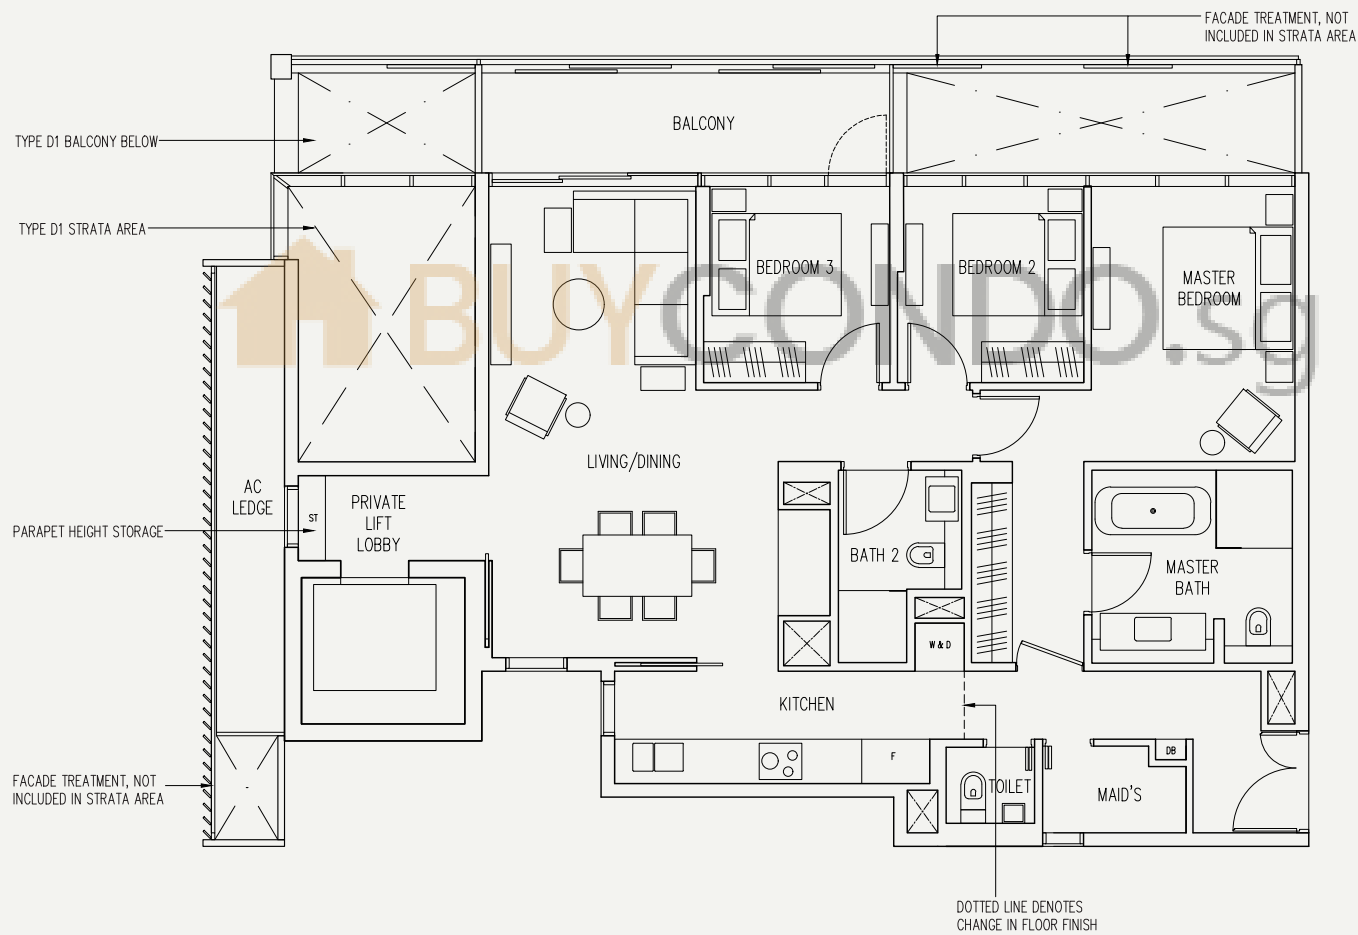 FACADE TREATMENT, NOT
INCLUDED IN STRATA AREA
BALCONY
TYPE D1 BALCONY BELOW
TYPE D1 STRATA AREA
BEDROOM 3
BEDROOM 2
MASTER
BEDROOM
BUYCONDO.sg
LIVING/DINING
AC
LEDGE
PRIVATE
LIFT
LOBBY
ST
PARAPET HEIGHT STORAGE
BATH 2
MASTER
BATH
W & D
KITCHEN
F
DB
TOILET
MAID'S
FACADE TREATMENT, NOT
INCLUDED IN STRATA AREA
DOTTED LINE DENOTES
CHANGE IN FLOOR FINISH